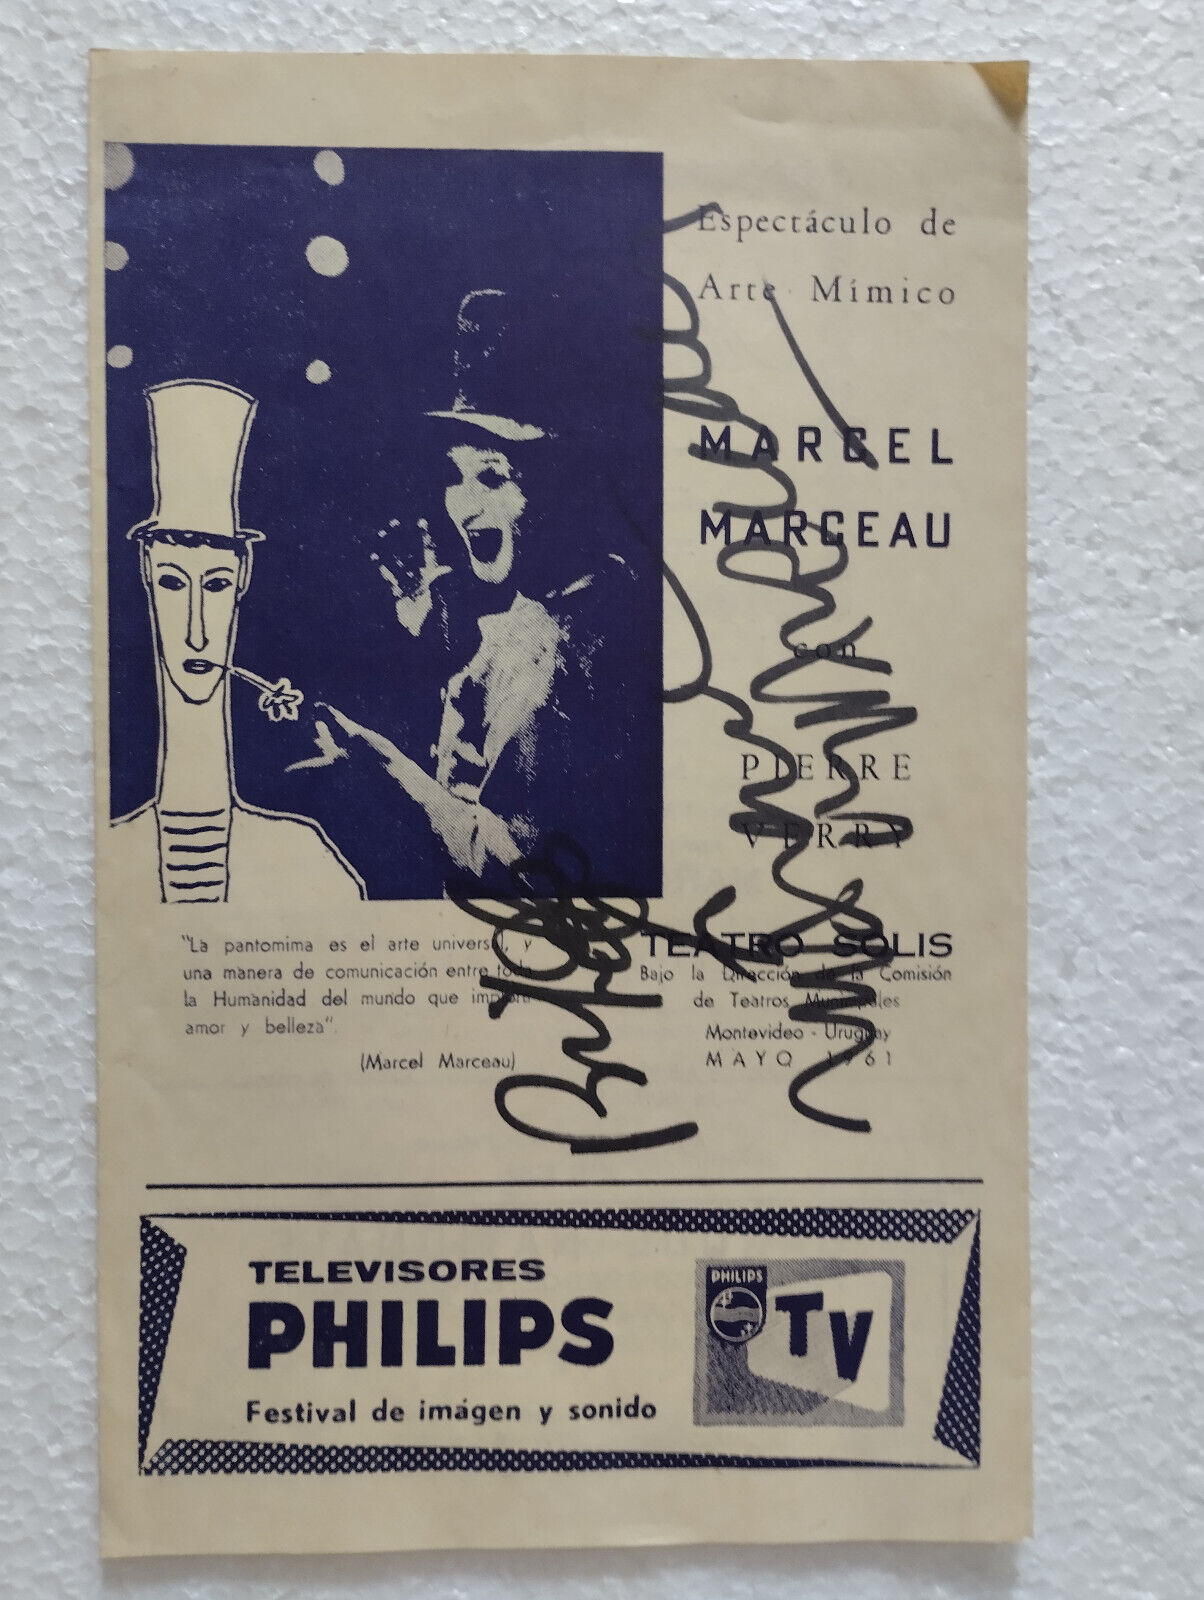 Espectáculo de
Arte Mímico
MARCEL
MARCEAU
con
PIERRE
VERRY
"La pantomima es el arte universal, y
una manera de comunicación entre toda
la Humanidad del mundo que implora
amor y belleza".
(Marcel Marceau)
TEATRO SOLIS
Bajo la Dirección de la Comisión
de Teatros Municipales
Montevideo - Uruguay
MAYO 1961
TELEVISORES
PHILIPS
Festival de imágen y sonido
PHILIPS
TV